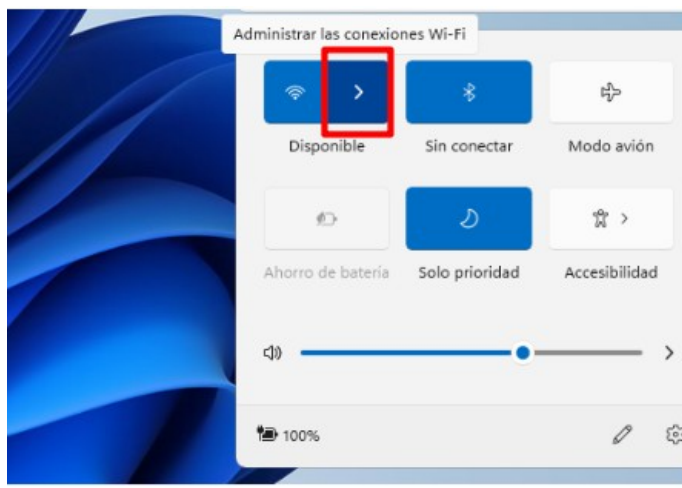 Administrar las conexiones Wi-Fi
Disponible
Sin conectar
Modo avión
Ahorro de batería
Solo prioridad
Accesibilidad
100%